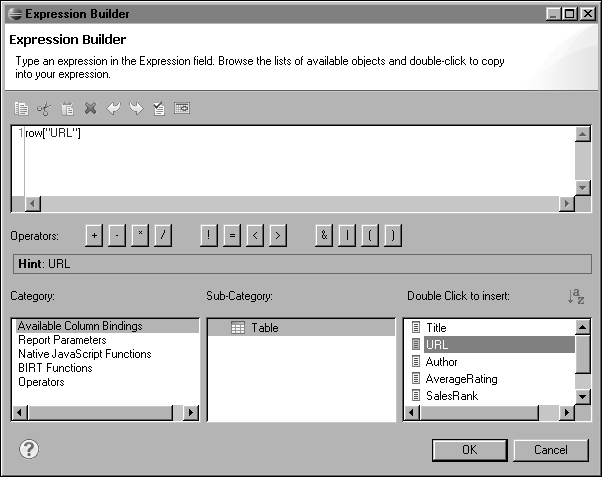 Expression Builder
Expression Builder
Type an expression in the Expression field. Browse the lists of available objects and double-click to copy
into your expression.
1 row["URL"]
Operators: + - * / ! = < > & | ( )
Hint: URL
Category: Sub-Category: Double Click to insert: a z
Available Column Bindings
Report Parameters
Native JavaScript Functions
BIRT Functions
Operators
Table
Title
URL
Author
AverageRating
SalesRank
? OK Cancel